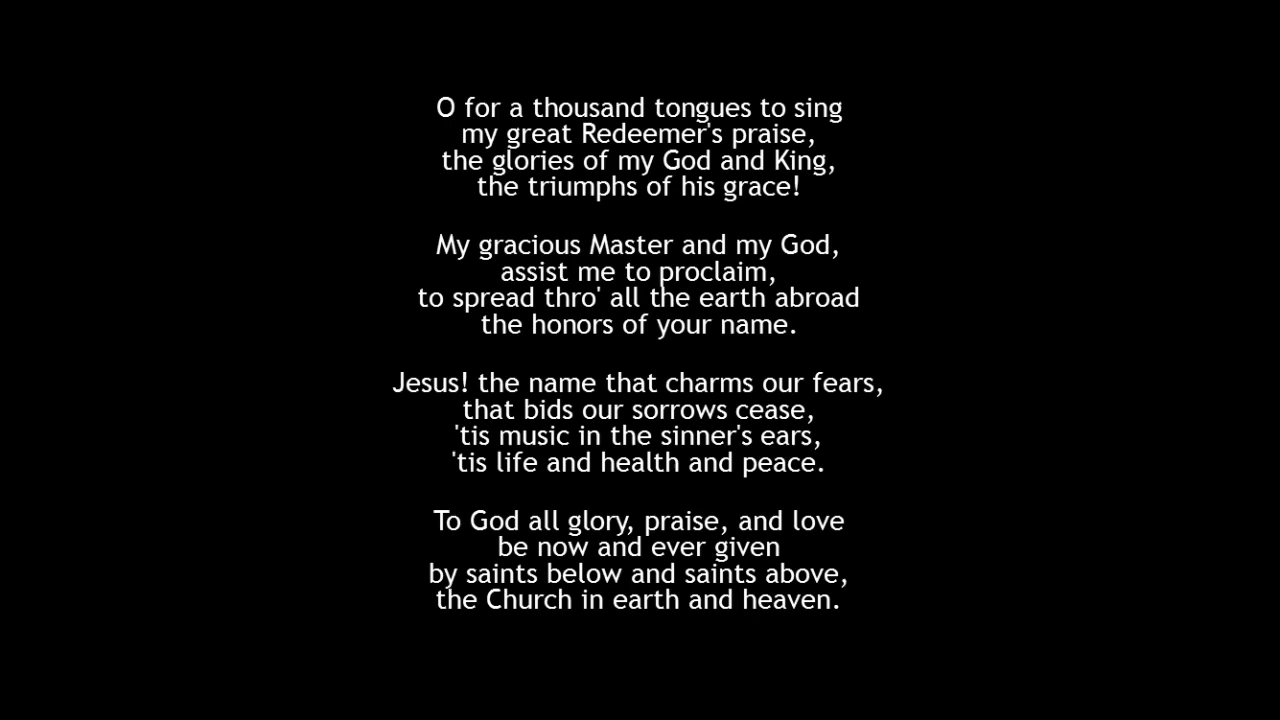 O for a thousand tongues to sing
my great Redeemer's praise,
the glories of my God and King,
the triumphs of his grace!
My gracious Master and my God,
assist me to proclaim,
to spread thro' all the earth abroad
the honors of your name.
Jesus! the name that charms our fears,
that bids our sorrows cease,
'tis music in the sinner's ears,
'tis life and health and peace.
To God all glory, praise, and love
be now and ever given
by saints below and saints above,
the Church in earth and heaven.